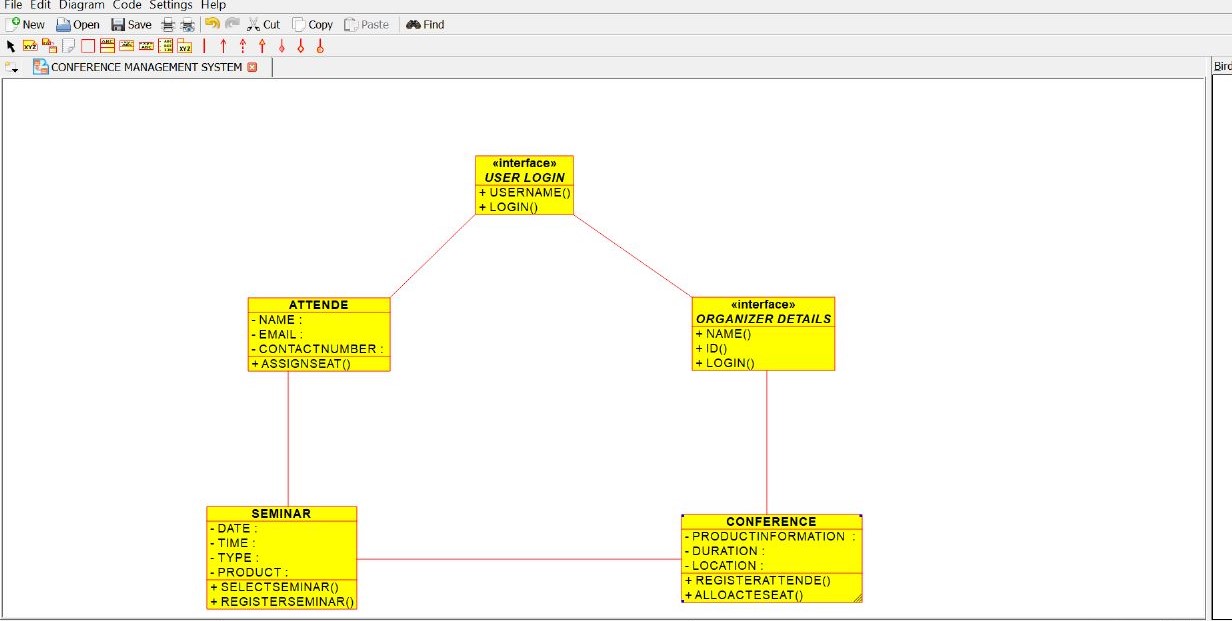 File Edit Diagram Code Settings Help
New Open Save Cut Copy Paste Find
CONFERENCE MANAGEMENT SYSTEM
Bird
«interface»
USER LOGIN
+ USERNAME()
+ LOGIN()
ATTENDE
- NAME :
- EMAIL :
- CONTACTNUMBER :
+ ASSIGNSEAT()
«interface»
ORGANIZER DETAILS
+ NAME()
+ ID()
+ LOGIN()
SEMINAR
- DATE :
- TIME :
- TYPE :
- PRODUCT :
+ SELECTSEMINAR()
+ REGISTERSEMINAR()
CONFERENCE
- PRODUCTINFORMATION :
- DURATION :
- LOCATION :
+ REGISTERATTENDE()
+ ALLOACTESEAT()